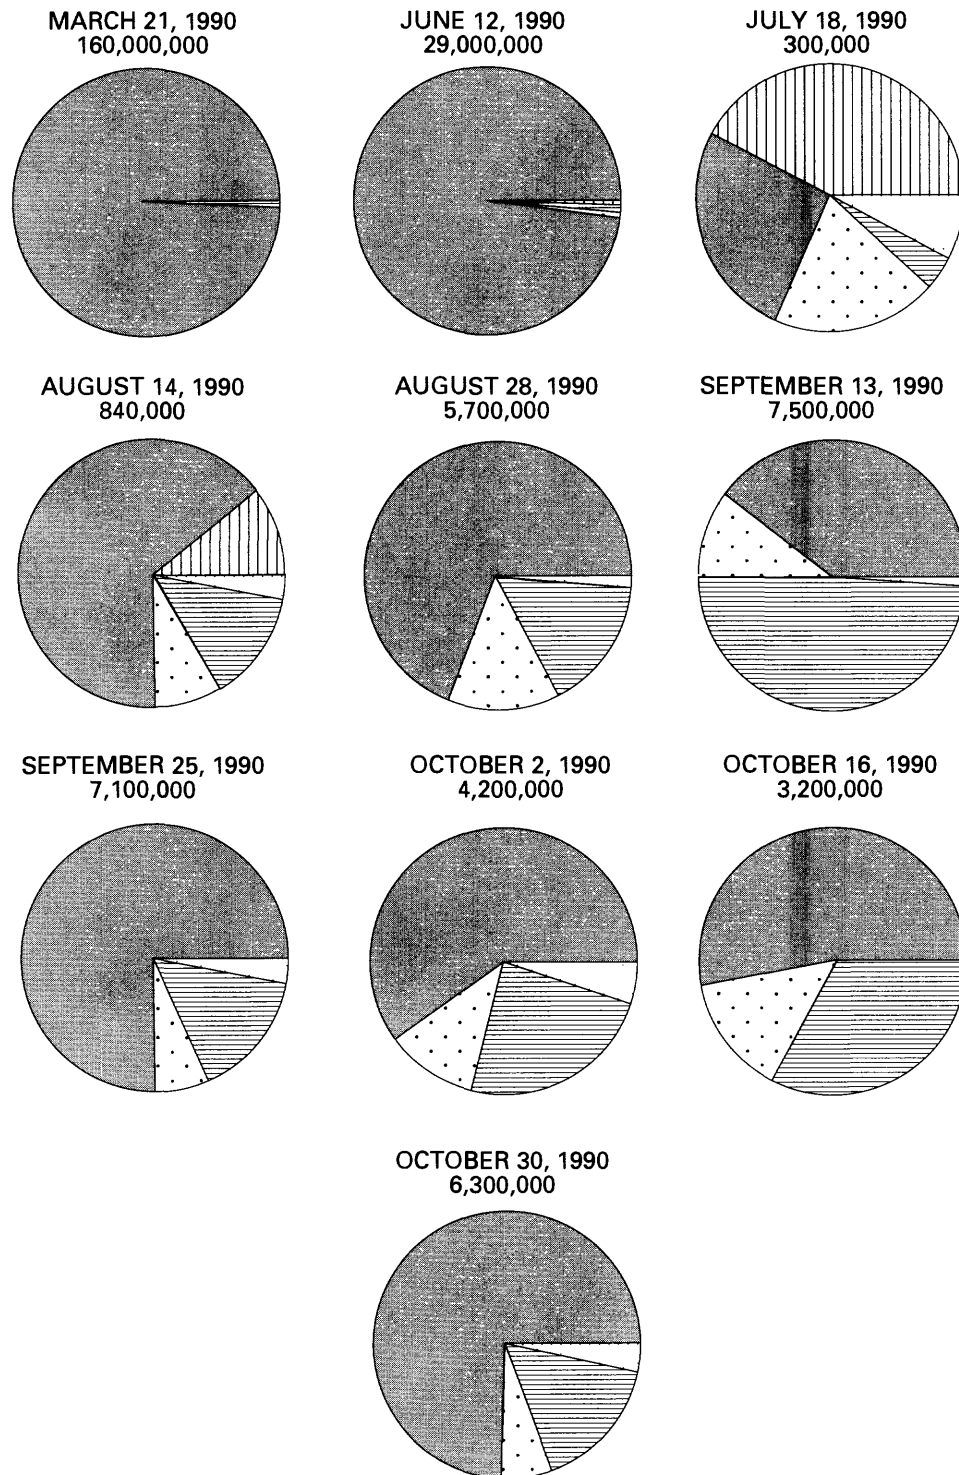 MARCH 21, 1990
160,000,000
JUNE 12, 1990
29,000,000
JULY 18, 1990
300,000
AUGUST 14, 1990
840,000
AUGUST 28, 1990
5,700,000
SEPTEMBER 13, 1990
7,500,000
SEPTEMBER 25, 1990
7,100,000
OCTOBER 2, 1990
4,200,000
OCTOBER 16, 1990
3,200,000
OCTOBER 30, 1990
6,300,000